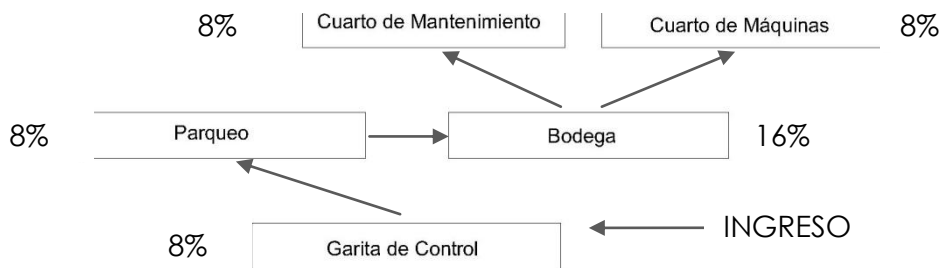 8% Cuarto de Mantenimiento Cuarto de Máquinas 8%
8% Parqueo Bodega 16%
INGRESO
8% Garita de Control